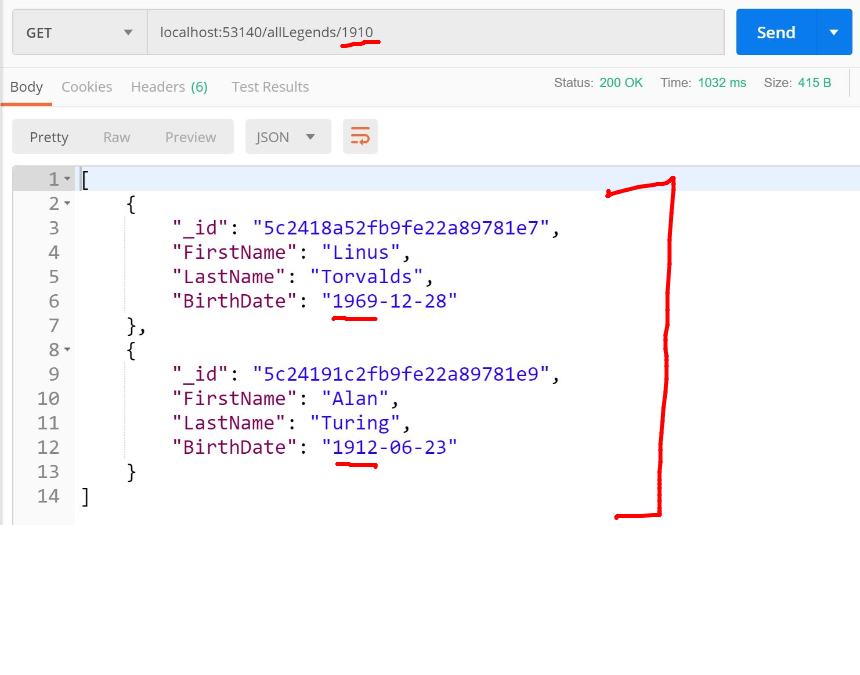 GET localhost:53140/allLegends/1910 Send
Body Cookies Headers (6) Test Results Status: 200 OK Time: 1032 ms Size: 415 B
Pretty Raw Preview JSON
1 [
2 {
3 "_id": "5c2418a52fb9fe22a89781e7",
4 "FirstName": "Linus",
5 "LastName": "Torvalds",
6 "BirthDate": "1969-12-28"
7 },
8 {
9 "_id": "5c24191c2fb9fe22a89781e9",
10 "FirstName": "Alan",
11 "LastName": "Turing",
12 "BirthDate": "1912-06-23"
13 }
14 ]